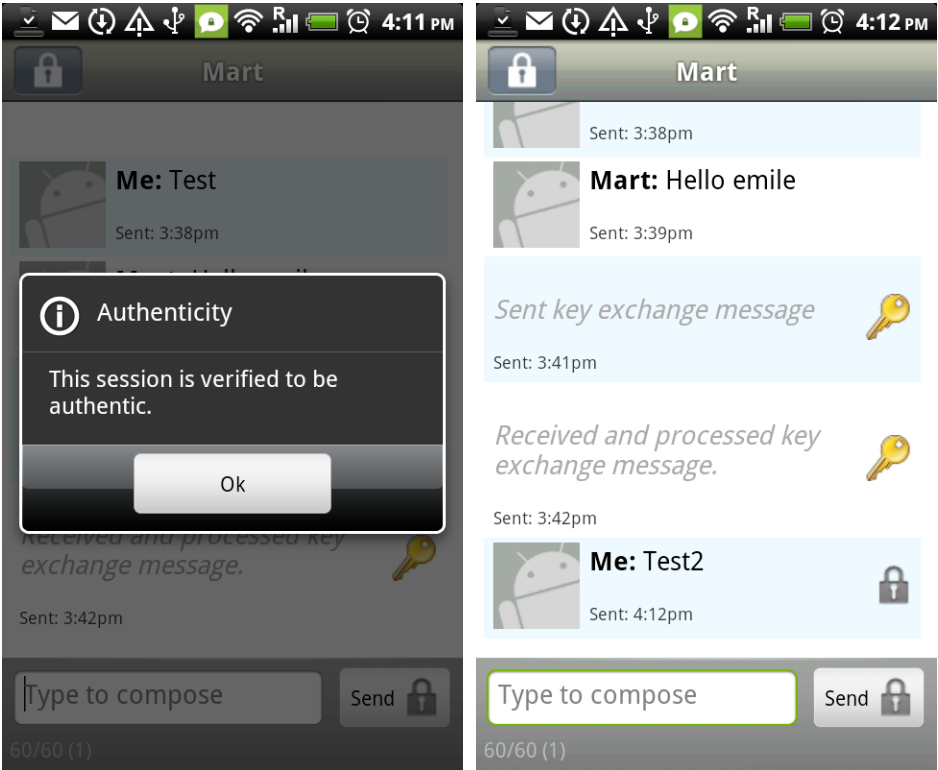 R
4:11 PM
Mart
Me: Test
Sent: 3:38pm
Authenticity
This session is verified to be
authentic.
Ok
Received and processed key
exchange message.
Sent: 3:42pm
Type to compose
Send
60/60 (1)
R
4:12 PM
Mart
Sent: 3:38pm
Mart: Hello emile
Sent: 3:39pm
Sent key exchange message
Sent: 3:41pm
Received and processed key
exchange message.
Sent: 3:42pm
Me: Test2
Sent: 4:12pm
Type to compose
Send
60/60 (1)